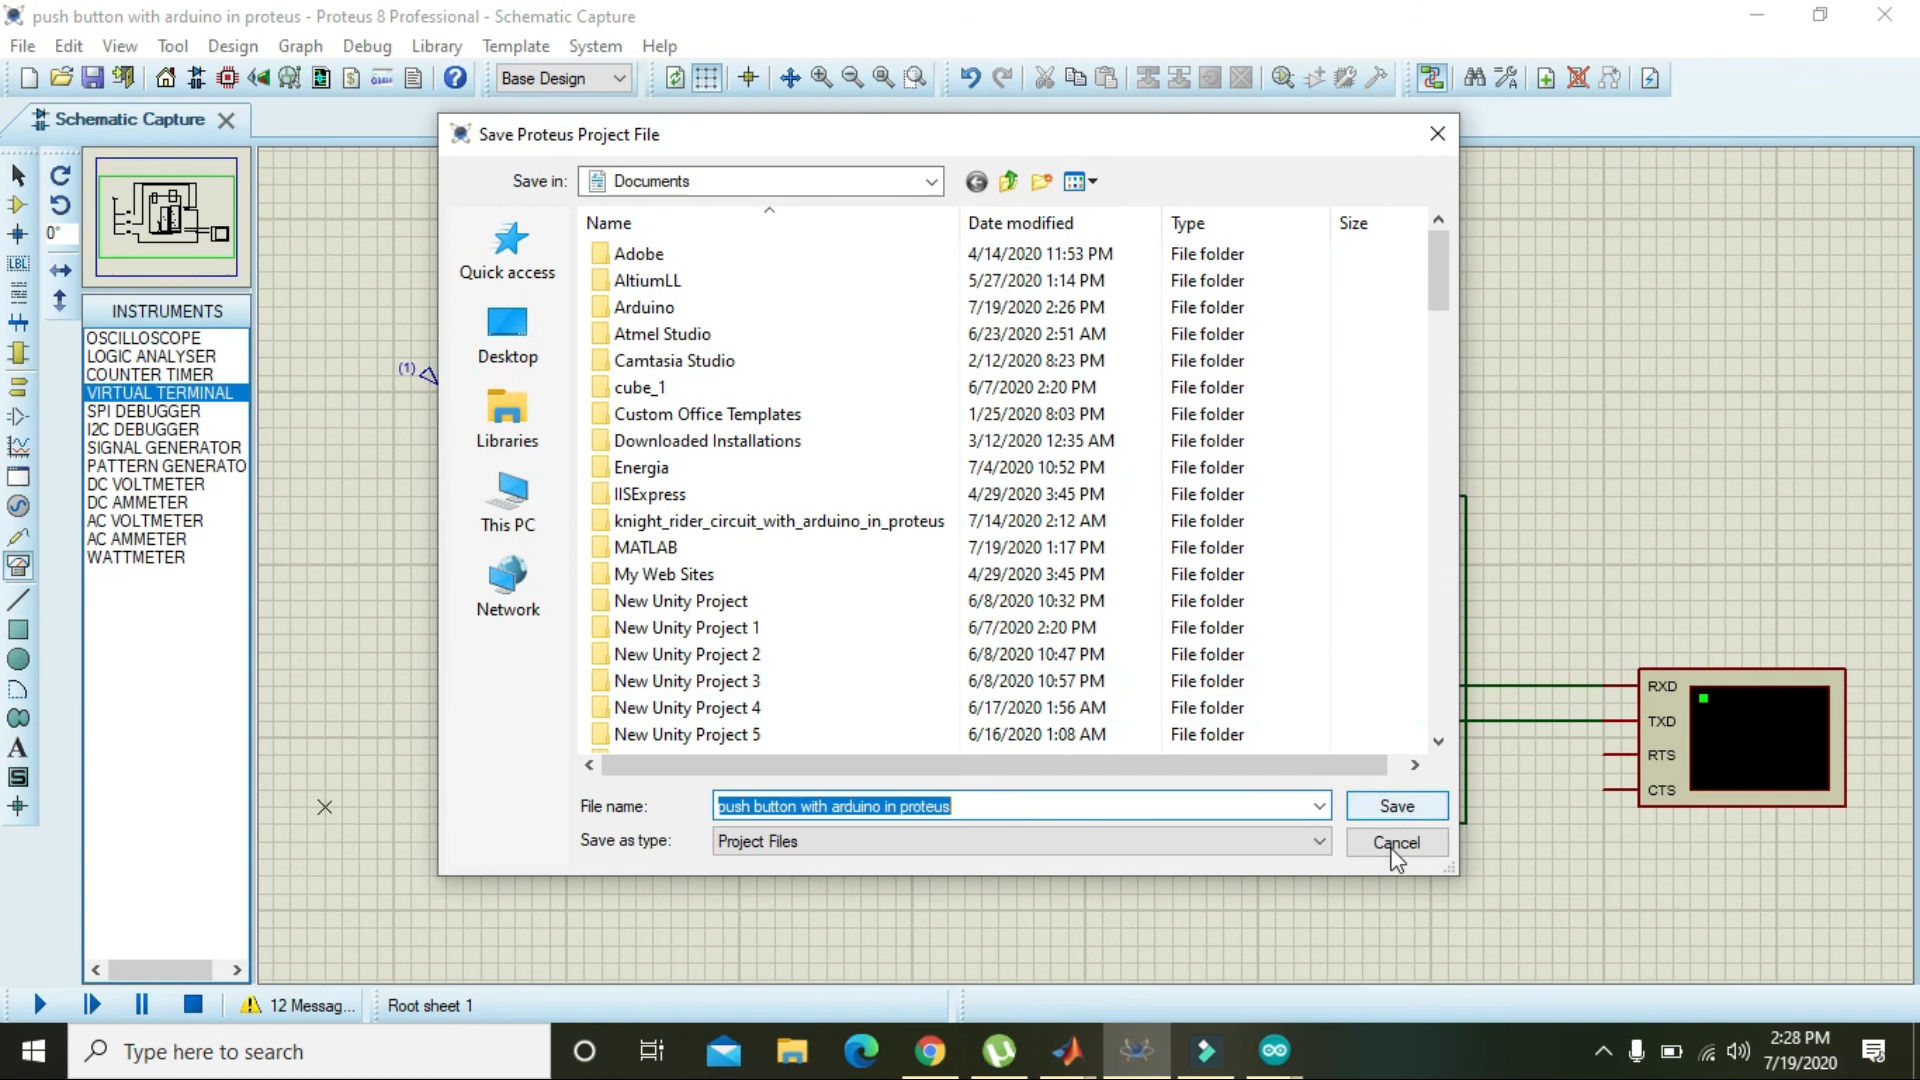 push button with arduino in proteus - Proteus 8 Professional - Schematic Capture
File Edit View Tool Design Graph Debug Library Template System Help
Base Design
Schematic Capture
0°
LBL
INSTRUMENTS
OSCILLOSCOPE
LOGIC ANALYSER
COUNTER TIMER
VIRTUAL TERMINAL
SPI DEBUGGER
I2C DEBUGGER
SIGNAL GENERATOR
PATTERN GENERATO
DC VOLTMETER
DC AMMETER
AC VOLTMETER
AC AMMETER
WATTMETER
(1)
Save Proteus Project File
Save in: Documents
Quick access
Desktop
Libraries
This PC
Network
Name Date modified Type Size
Adobe 4/14/2020 11:53 PM File folder
AltiumLL 5/27/2020 1:14 PM File folder
Arduino 7/19/2020 2:26 PM File folder
Atmel Studio 6/23/2020 2:51 AM File folder
Camtasia Studio 2/12/2020 8:23 PM File folder
cube_1 6/7/2020 2:20 PM File folder
Custom Office Templates 1/25/2020 8:03 PM File folder
Downloaded Installations 3/12/2020 12:35 AM File folder
Energia 7/4/2020 10:52 PM File folder
IISExpress 4/29/2020 3:45 PM File folder
knight_rider_circuit_with_arduino_in_proteus 7/14/2020 2:12 AM File folder
MATLAB 7/19/2020 1:17 PM File folder
My Web Sites 4/29/2020 3:45 PM File folder
New Unity Project 6/8/2020 10:32 PM File folder
New Unity Project 1 6/7/2020 2:20 PM File folder
New Unity Project 2 6/8/2020 10:47 PM File folder
New Unity Project 3 6/8/2020 10:57 PM File folder
New Unity Project 4 6/17/2020 1:56 AM File folder
New Unity Project 5 6/16/2020 1:08 AM File folder
File name: push button with arduino in proteus Save
Save as type: Project Files Cancel
RXD
TXD
RTS
CTS
12 Messag... Root sheet 1
Type here to search
2:28 PM
7/19/2020